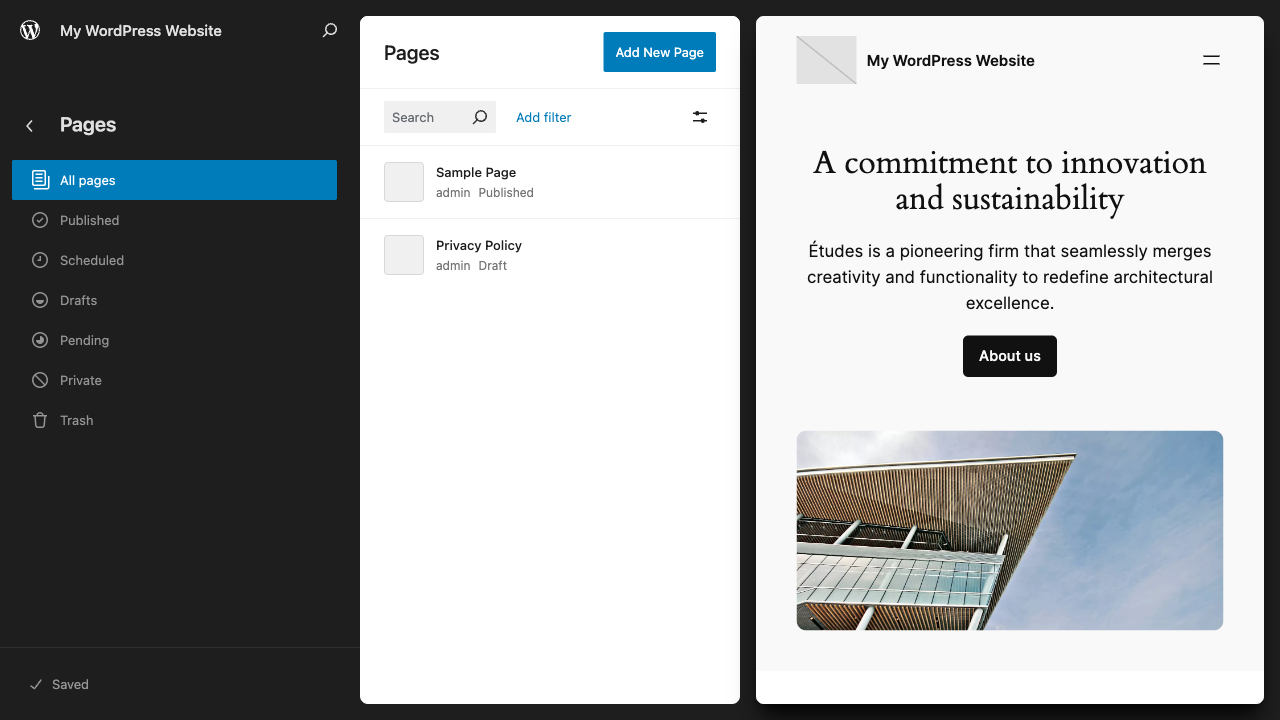 My WordPress Website
Pages
All pages
Published
Scheduled
Drafts
Pending
Private
Trash
Saved
Pages
Add New Page
Search
Add filter
Sample Page
admin Published
Privacy Policy
admin Draft
My WordPress Website
A commitment to innovation
and sustainability
Études is a pioneering firm that seamlessly merges
creativity and functionality to redefine architectural
excellence.
About us